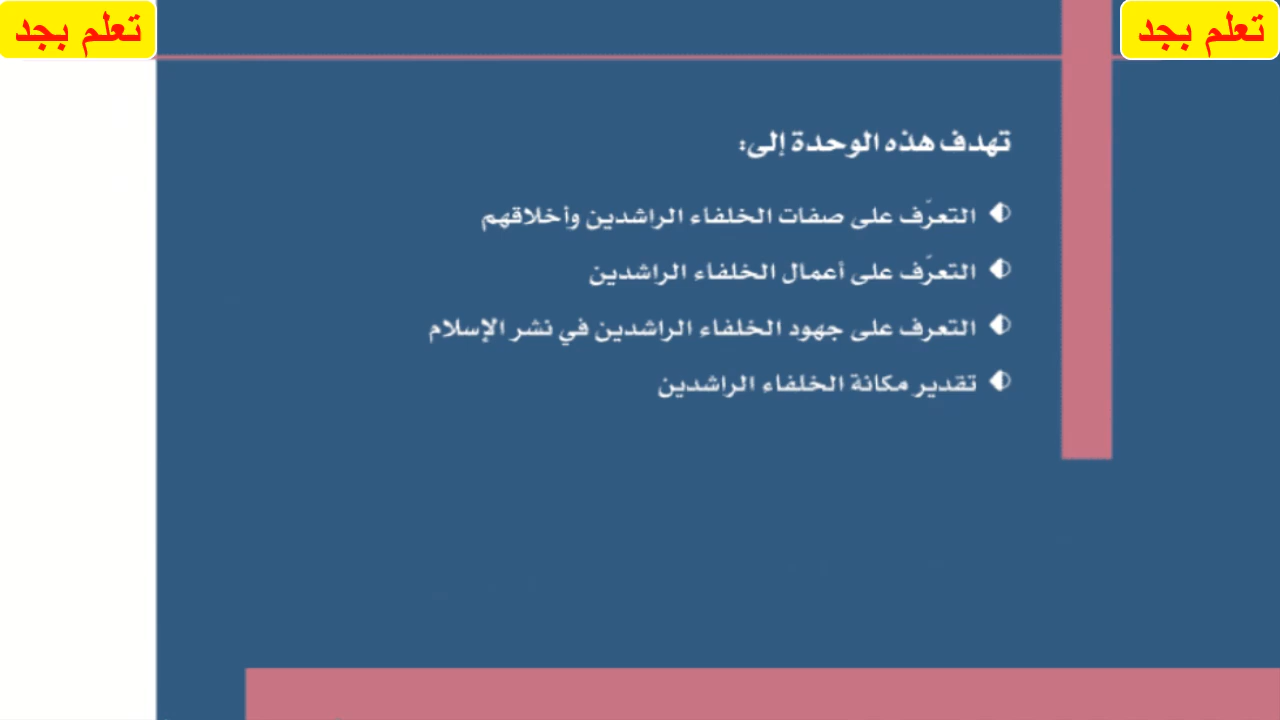 تعلم بجد
تعلم بجد
تهدف هذه الوحدة إلى:
التعرّف على صفات الخلفاء الراشدين وأخلاقهم
التعرّف على أعمال الخلفاء الراشدين
التعرف على جهود الخلفاء الراشدين في نشر الإسلام
تقدير مكانة الخلفاء الراشدين